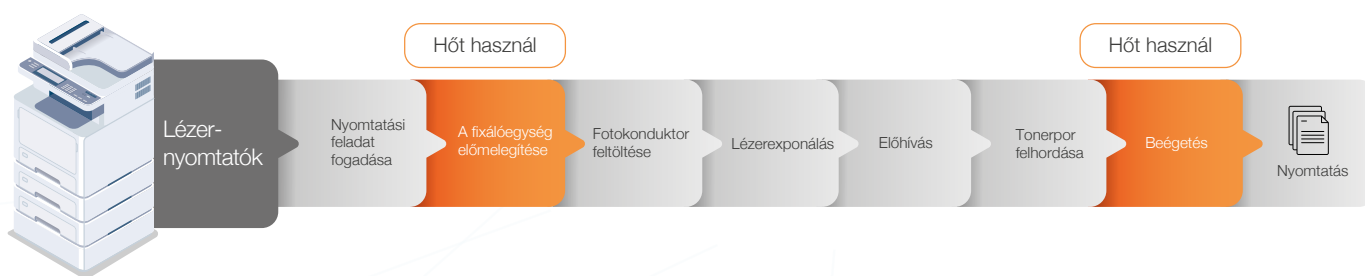 Hőt használ
Hőt használ
Lézer-
nyomtatók
Nyomtatási
feladat
fogadása
A fixálóegység
előmelegítése
Fotokonduktor
feltöltése
Lézerexponálás
Előhívás
Tonerpor
felhordása
Beégetés
Nyomtatás